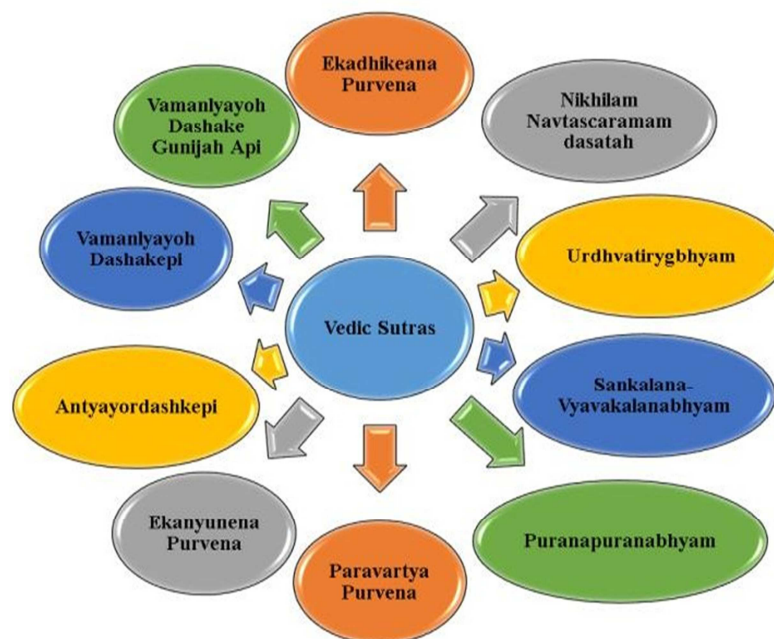 Ekadhikeana
Purvena
Nikhilam
Navtascaramam
dasatah
Urdhvatirygbhyam
Sankalana-
Vyavakalanabhyam
Puranapuranabhyam
Paravartya
Purvena
Ekanyunena
Purvena
Antyayordashkepi
Vamanlyayoh
Dashakepi
Vamanlyayoh
Dashake
Gunijah Api
Vedic Sutras